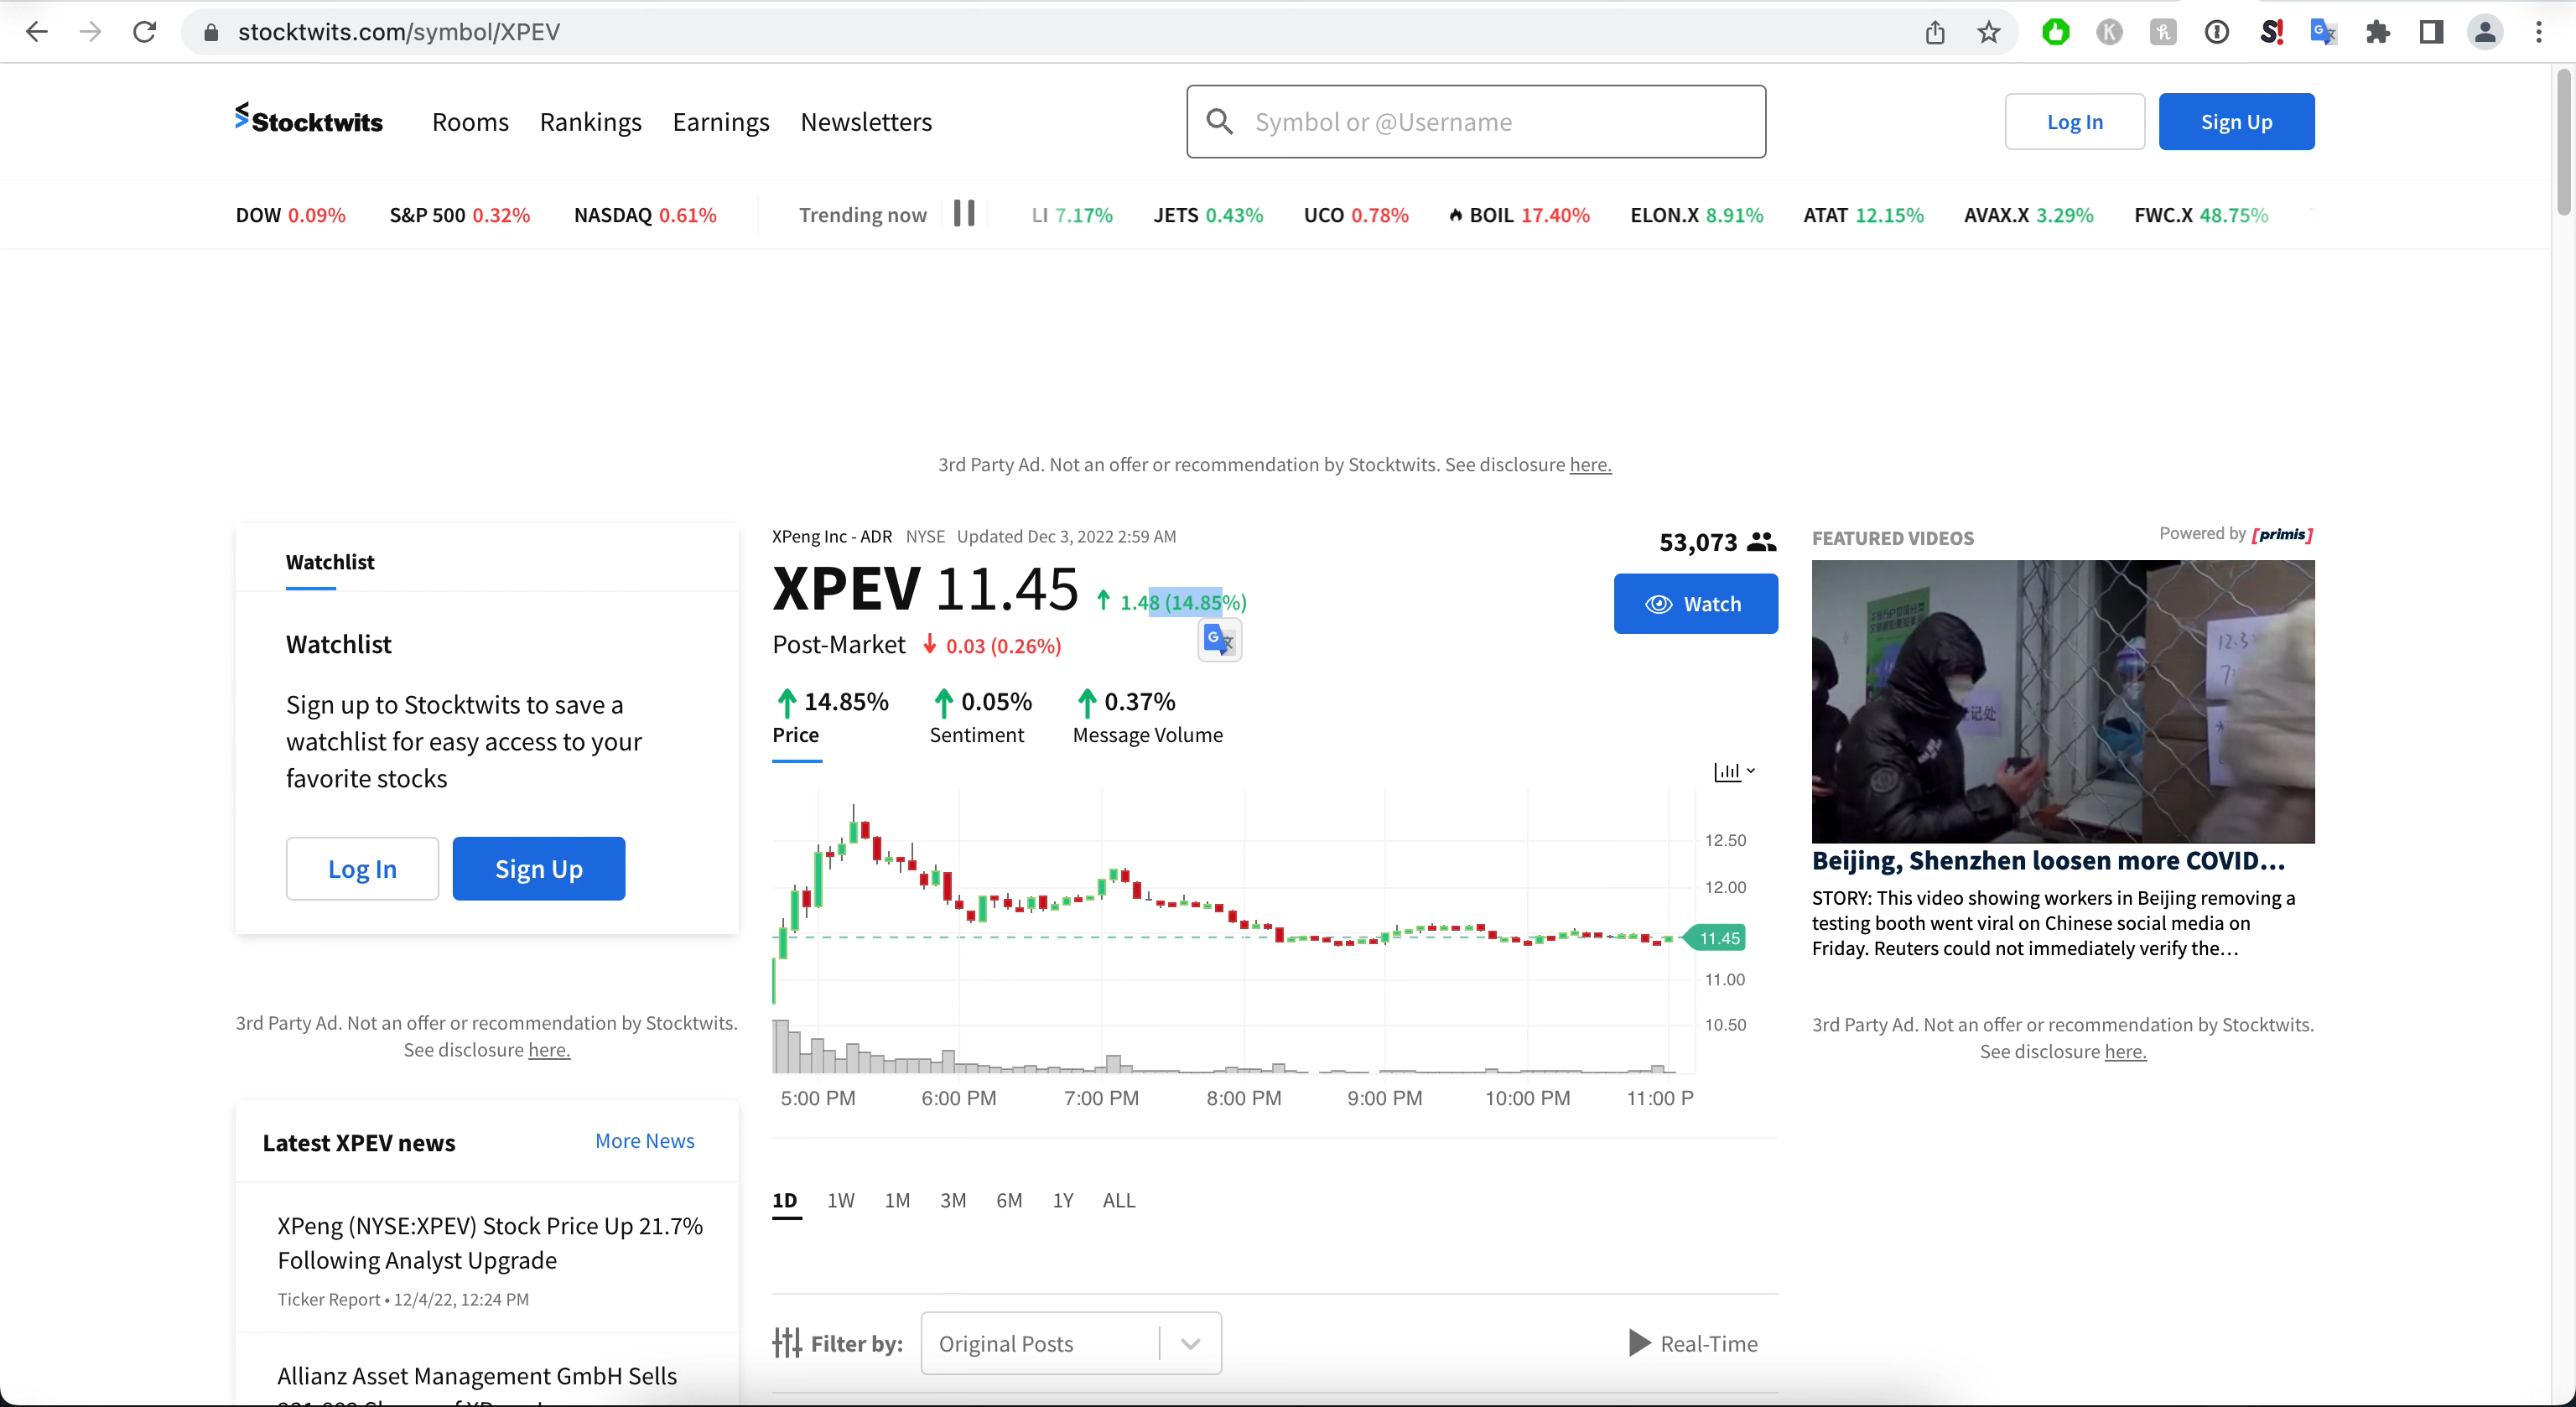 stocktwits.com/symbol/XPEV
Stocktwits Rooms Rankings Earnings Newsletters
Symbol or @Username
Log In Sign Up
DOW 0.09% S&P 500 0.32% NASDAQ 0.61% Trending now LI 7.17% JETS 0.43% UCO 0.78% BOIL 17.40% ELON.X 8.91% ATAT 12.15% AVAX.X 3.29% FWC.X 48.75%
3rd Party Ad. Not an offer or recommendation by Stocktwits. See disclosure here.
Watchlist
Watchlist
Sign up to Stocktwits to save a
watchlist for easy access to your
favorite stocks
Log In Sign Up
3rd Party Ad. Not an offer or recommendation by Stocktwits.
See disclosure here.
Latest XPEV news More News
XPeng (NYSE:XPEV) Stock Price Up 21.7%
Following Analyst Upgrade
Ticker Report • 12/4/22, 12:24 PM
Allianz Asset Management GmbH Sells
XPeng Inc - ADR NYSE Updated Dec 3, 2022 2:59 AM
53,073
XPEV 11.45 1.48 (14.85%)
Watch
Post-Market 0.03 (0.26%)
14.85% 0.05% 0.37%
Price Sentiment Message Volume
12.50
12.00
11.45
11.00
10.50
5:00 PM 6:00 PM 7:00 PM 8:00 PM 9:00 PM 10:00 PM 11:00 P
1D 1W 1M 3M 6M 1Y ALL
Filter by: Original Posts Real-Time
FEATURED VIDEOS Powered by [primis]
12.3
7
记处
Beijing, Shenzhen loosen more COVID...
STORY: This video showing workers in Beijing removing a
testing booth went viral on Chinese social media on
Friday. Reuters could not immediately verify the...
3rd Party Ad. Not an offer or recommendation by Stocktwits.
See disclosure here.